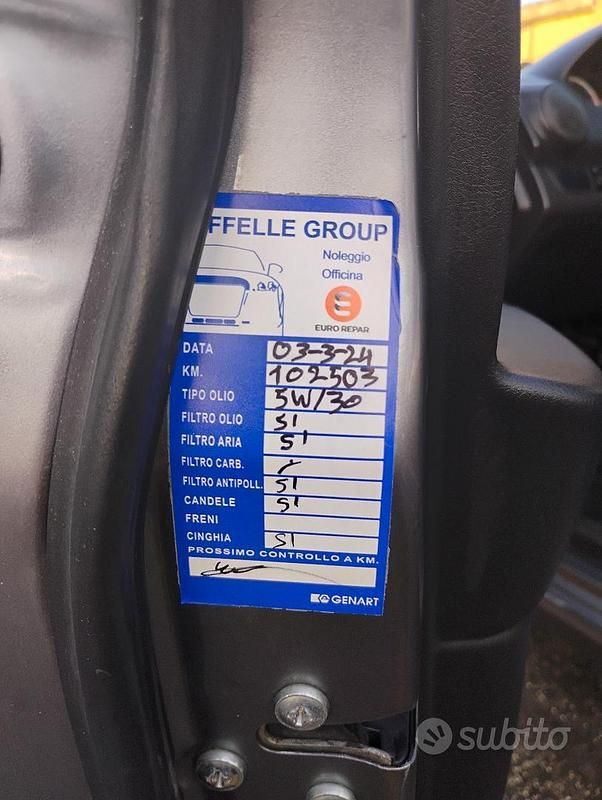 FFELLE GROUP
Noleggio
Officina
EURO REPAR
DATA 03-3-24
KM. 102503
TIPO OLIO 5W/30
FILTRO OLIO SI
FILTRO ARIA SI
FILTRO CARB.
FILTRO ANTIPOLL. SI
CANDELE SI
FRENI
CINGHIA SI
PROSSIMO CONTROLLO A KM.
GENART
subito